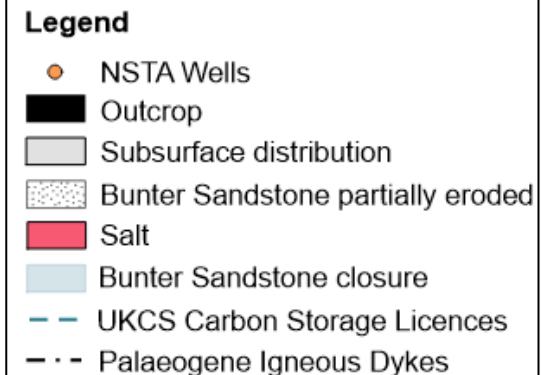 Legend
NSTA Wells
Outcrop
Subsurface distribution
Bunter Sandstone partially eroded
Salt
Bunter Sandstone closure
UKCS Carbon Storage Licences
Palaeogene Igneous Dykes